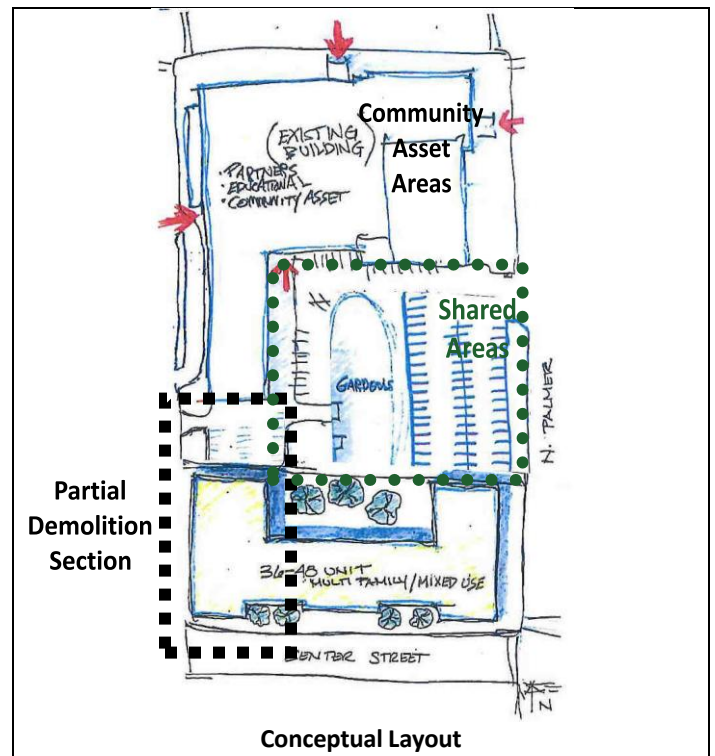 Community
Asset
Areas
(EXISTING
BUILDING)
• PARTNERS
• EDUCATIONAL
• COMMUNITY ASSET
Shared
Areas
GARDENS
N. PALMER
Partial
Demolition
Section
36-48 UNIT
MULTI FAMILY/MIXED USE
CENTER STREET
N
Conceptual Layout